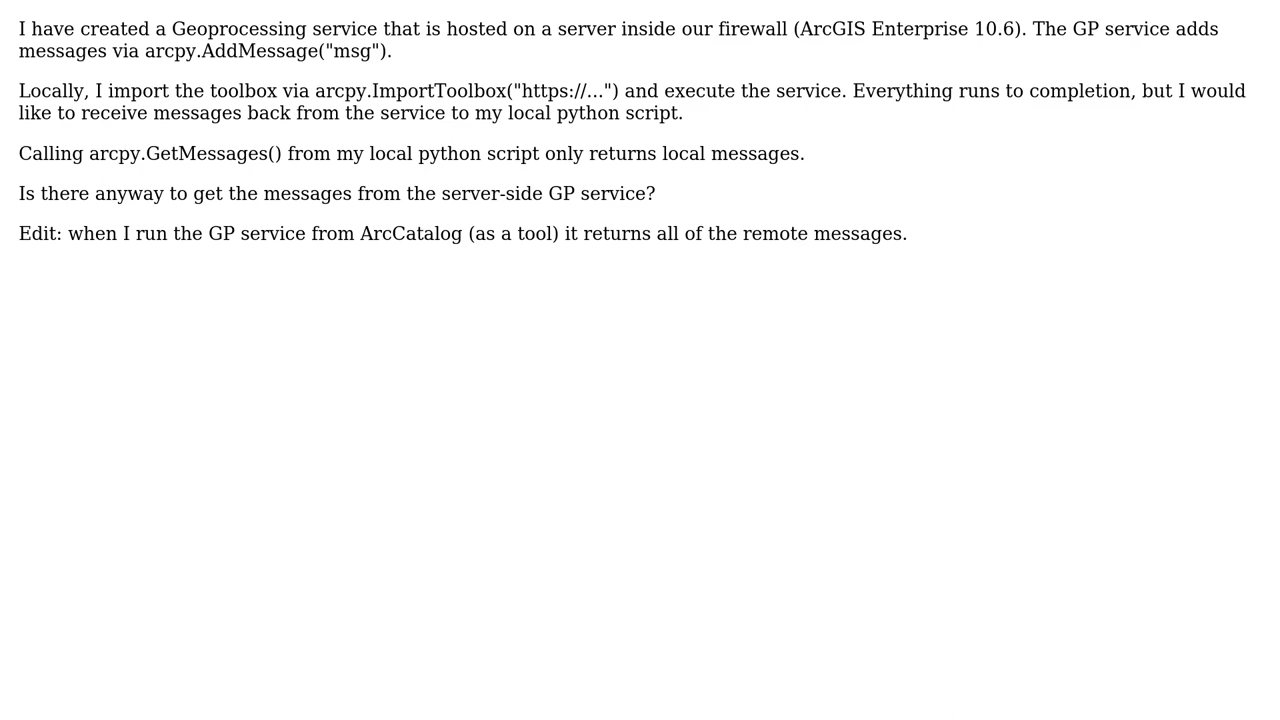 I have created a Geoprocessing service that is hosted on a server inside our firewall (ArcGIS Enterprise 10.6). The GP service adds
messages via arcpy.AddMessage("msg").
Locally, I import the toolbox via arcpy.ImportToolbox("https://...") and execute the service. Everything runs to completion, but I would
like to receive messages back from the service to my local python script.
Calling arcpy.GetMessages() from my local python script only returns local messages.
Is there anyway to get the messages from the server-side GP service?
Edit: when I run the GP service from ArcCatalog (as a tool) it returns all of the remote messages.